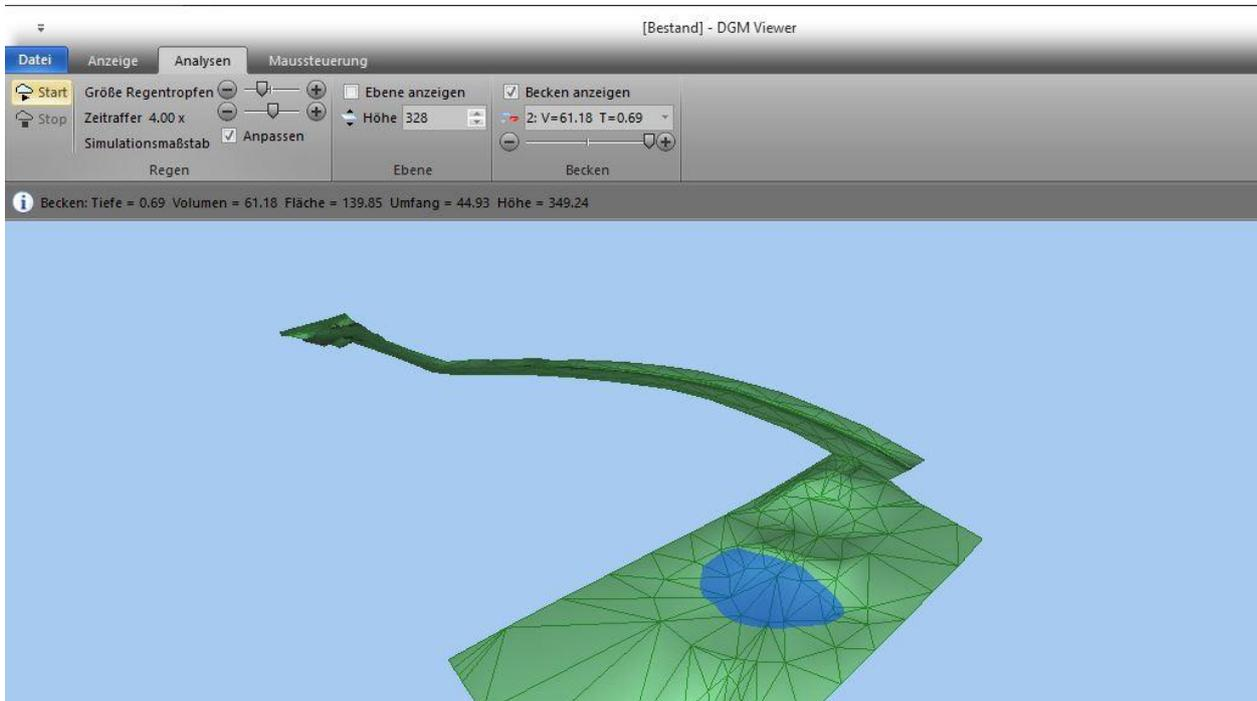 [Bestand] - DGM Viewer
Datei Anzeige Analysen Maussteuerung
Start Größe Regentropfen Ebene anzeigen Becken anzeigen
Stop Zeitraffer 4.00 x Höhe 328 2: V=61.18 T=0.69
Simulationsmaßstab Anpassen
Regen Ebene Becken
Becken: Tiefe = 0.69 Volumen = 61.18 Fläche = 139.85 Umfang = 44.93 Höhe = 349.24